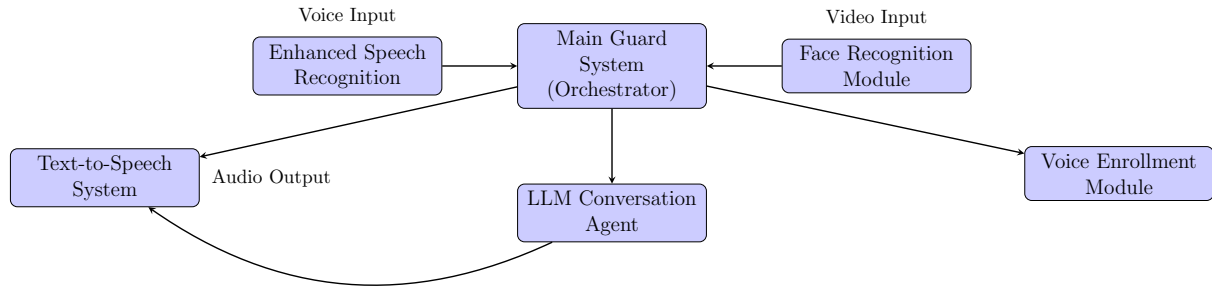 Voice Input
Video Input
Enhanced Speech
Recognition
Main Guard
System
(Orchestrator)
Face Recognition
Module
Text-to-Speech
System
Audio Output
LLM Conversation
Agent
Voice Enrollment
Module